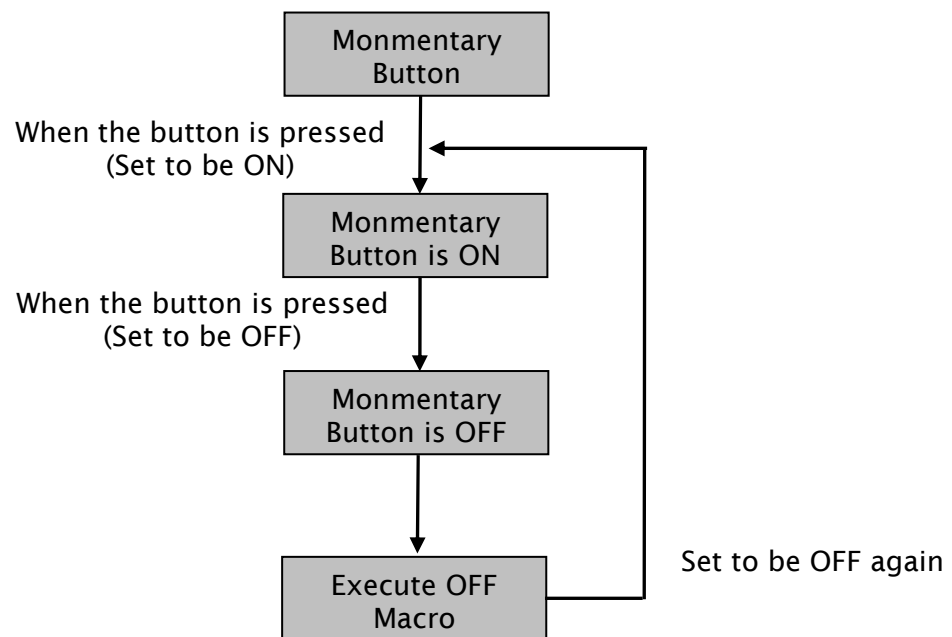 Monmentary
Button
When the button is pressed
(Set to be ON)
Monmentary
Button is ON
When the button is pressed
(Set to be OFF)
Monmentary
Button is OFF
Set to be OFF again
Execute OFF
Macro